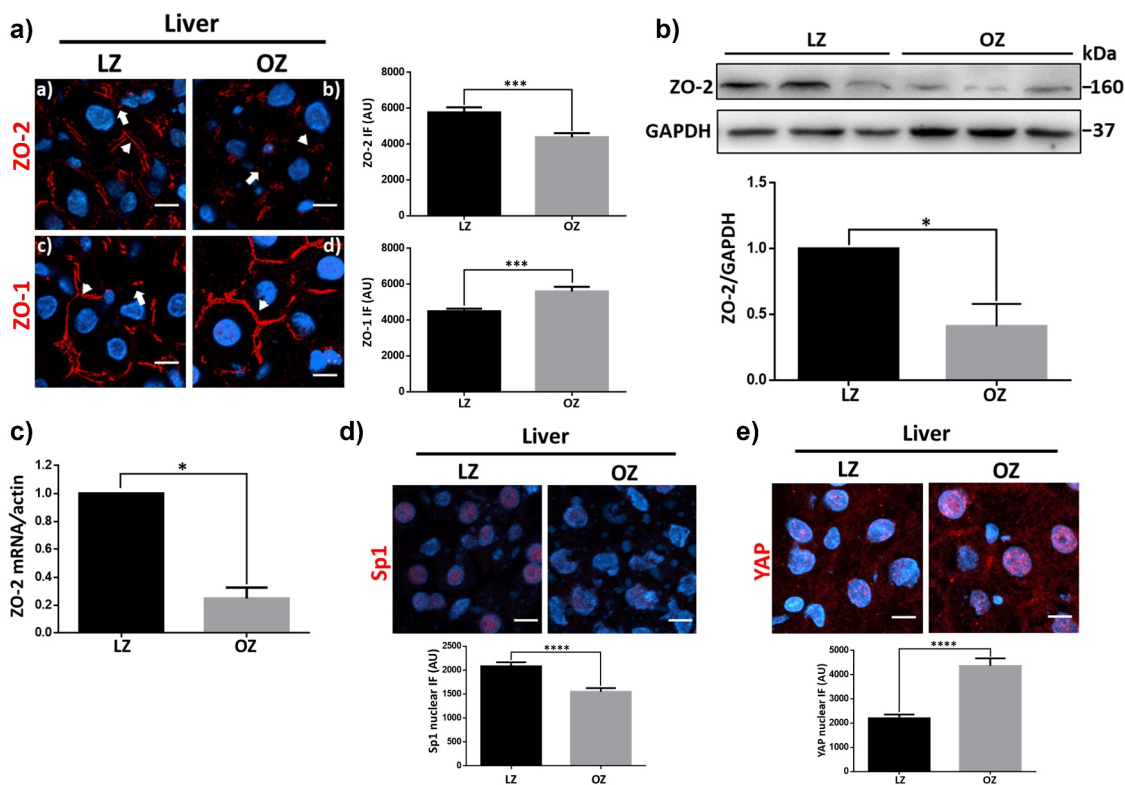 a)
Liver
LZ
OZ
ZO-2
a)
b)
ZO-1
c)
d)
ZO-2 IF (AU)
8000
6000
4000
2000
0
***
LZ
OZ
ZO-1 IF (AU)
8000
6000
4000
2000
0
***
LZ
OZ
b)
LZ
OZ
kDa
ZO-2
–160
GAPDH
–37
ZO-2/GAPDH
1.5
1.0
0.5
0.0
*
LZ
OZ
c)
ZO-2 mRNA/actin
1.2
1.0
0.8
0.6
0.4
0.2
0.0
*
LZ
OZ
d)
Liver
LZ
OZ
Sp1
Sp1 nuclear IF (AU)
2500
2000
1500
1000
500
0
****
LZ
OZ
e)
Liver
LZ
OZ
YAP
YAP nuclear IF (AU)
5000
4000
3000
2000
1000
0
****
LZ
OZ